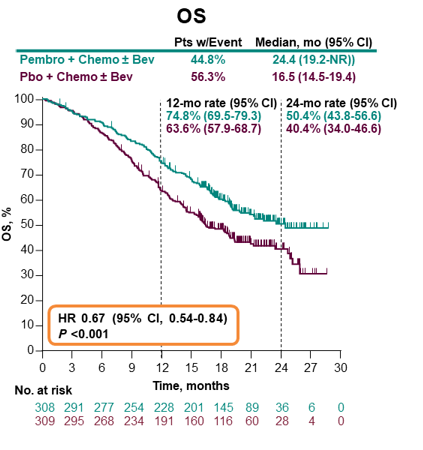 OS
Pts w/Event Median, mo (95% CI)
Pembro + Chemo ± Bev 44.8% 24.4 (19.2-NR))
Pbo + Chemo ± Bev 56.3% 16.5 (14.5-19.4)
12-mo rate (95% CI) 24-mo rate (95% CI)
74.8% (69.5-79.3) 50.4% (43.8-56.6)
63.6% (57.9-68.7) 40.4% (34.0-46.6)
100
90
80
70
60
50
40
30
20
10
0
OS, %
HR 0.67 (95% CI, 0.54-0.84)
P <0.001
0 3 6 9 12 15 18 21 24 27 30
Time, months
No. at risk
308 291 277 254 228 201 145 89 36 6 0
309 295 268 234 191 160 116 60 28 4 0